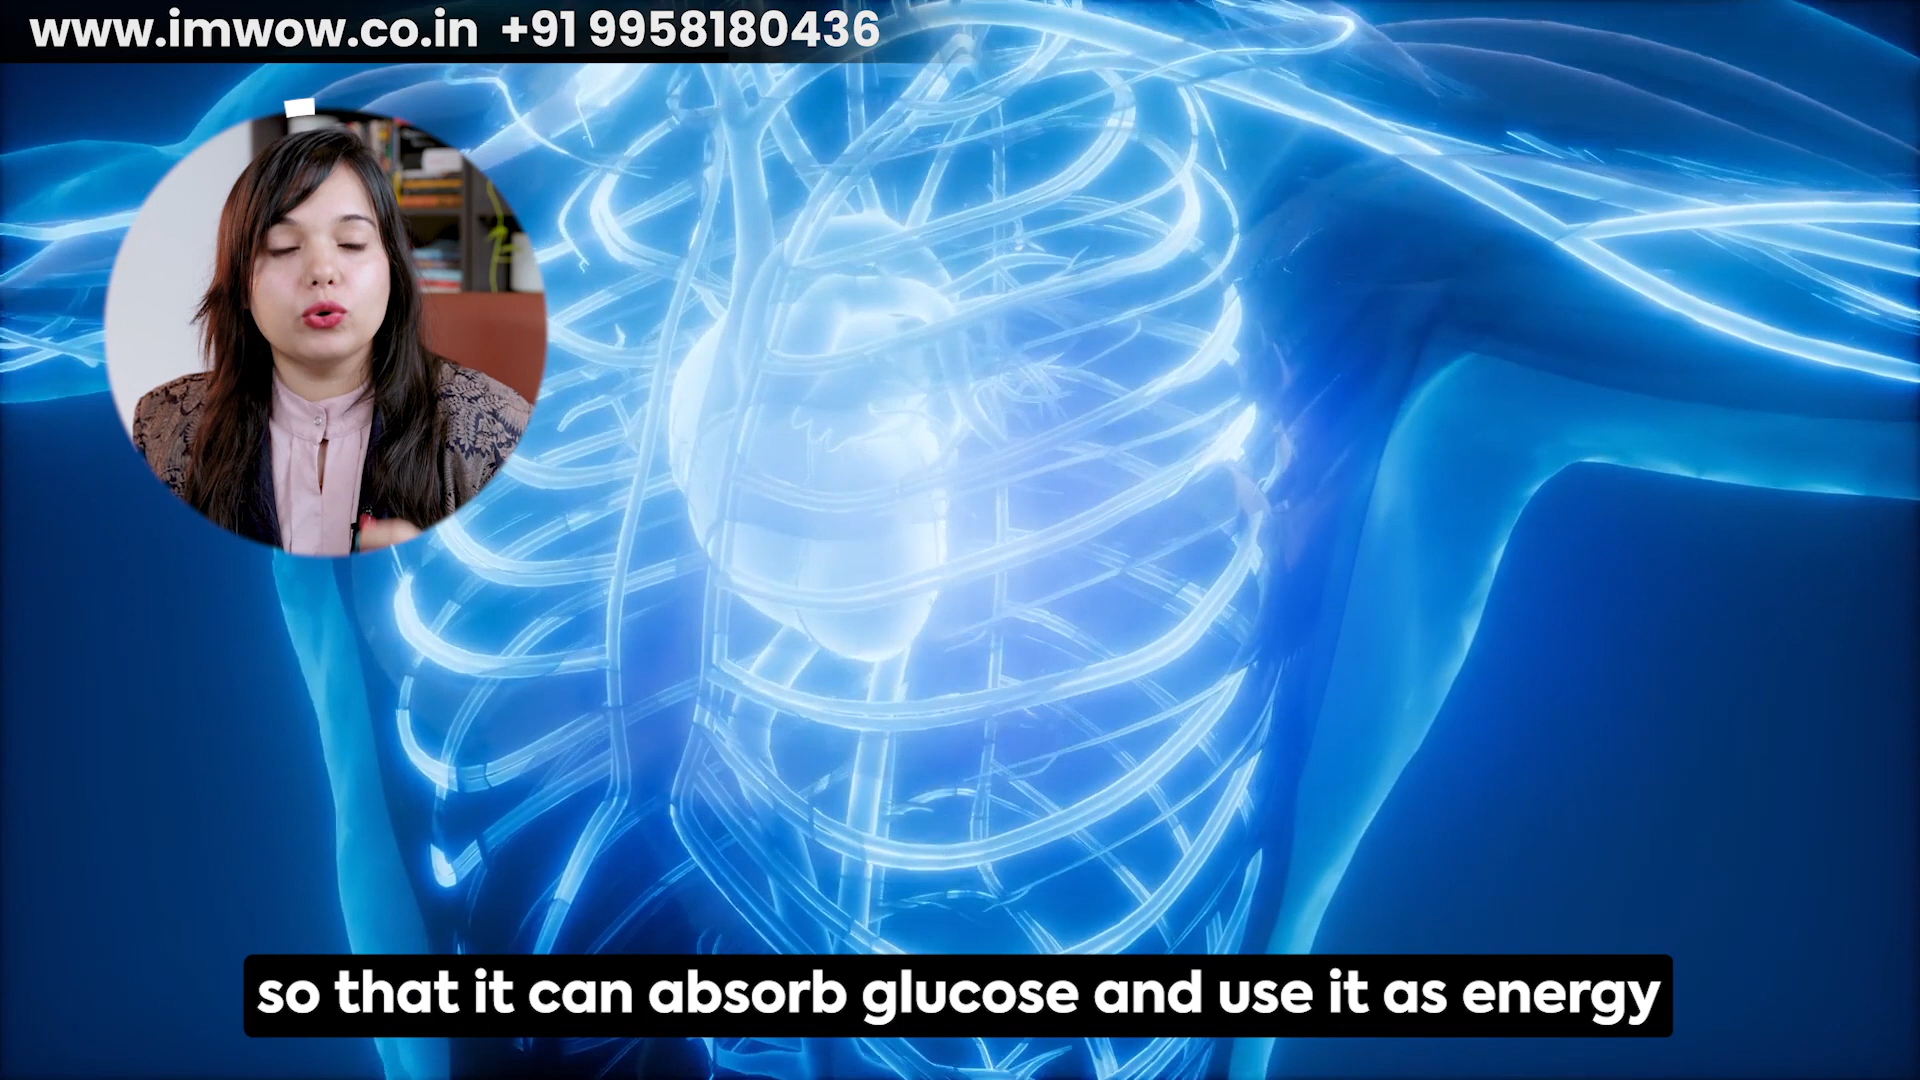 www.imwow.co.in +91 9958180436
so that it can absorb glucose and use it as energy